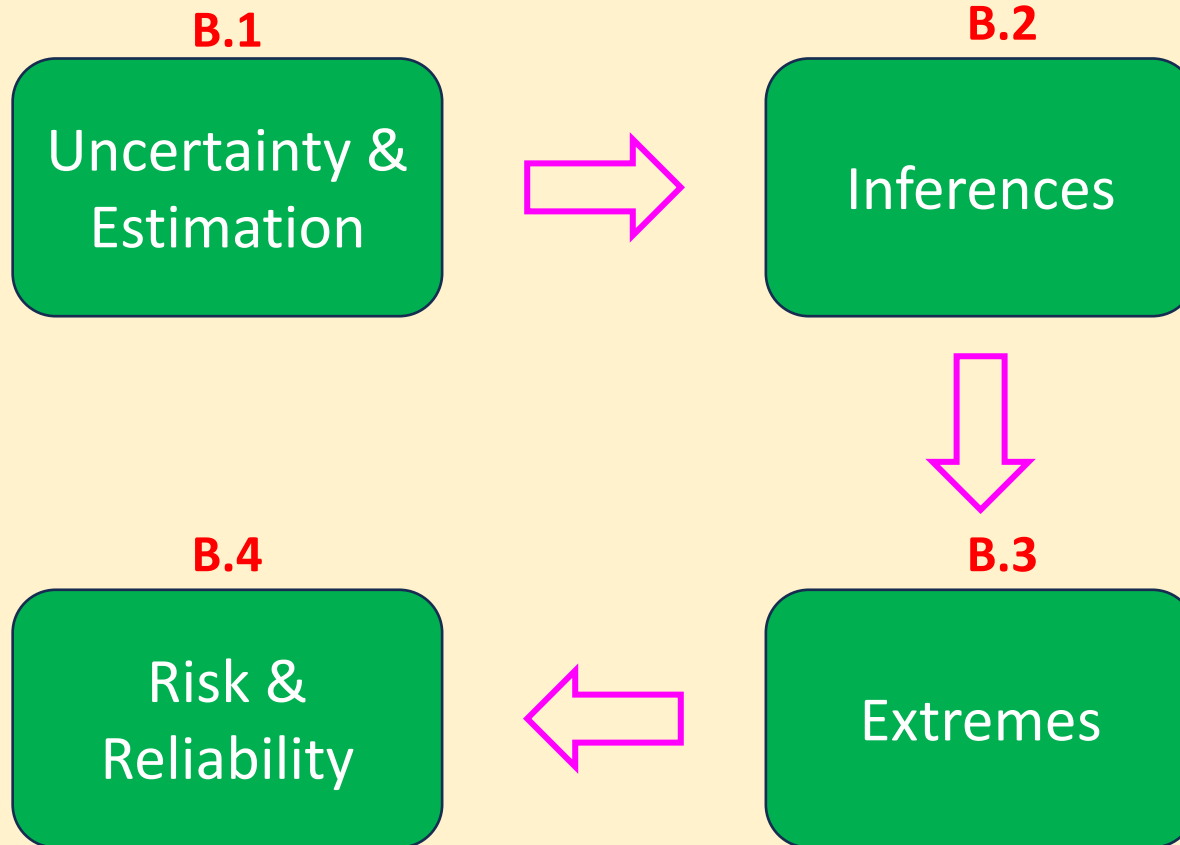 B.1
Uncertainty &
Estimation
B.2
Inferences
B.3
Extremes
B.4
Risk &
Reliability